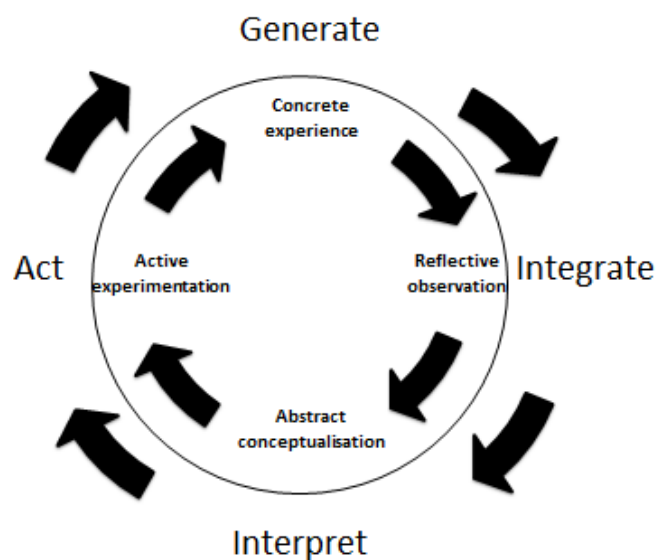 Generate
Concrete
experience
Act
Active
experimentation
Reflective
observation
Integrate
Abstract
conceptualisation
Interpret